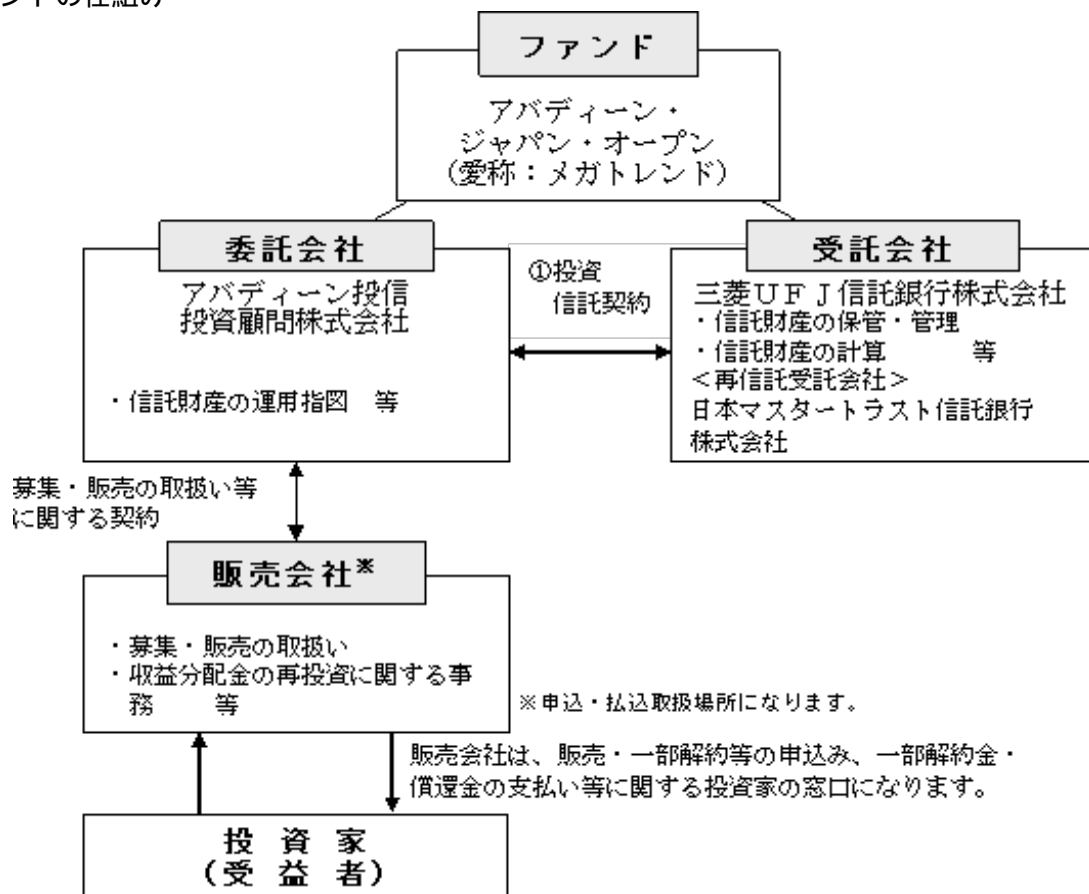 ントの仕組み
ファンド
アバディーン・
ジャパン・オープン
(愛称：メガトレンド)
委託会社
アバディーン投信
投資顧問株式会社
・信託財産の運用指図　等
①投資
信託契約
受託会社
三菱ＵＦＪ信託銀行株式会社
・信託財産の保管・管理
・信託財産の計算　　　等
＜再信託受託会社＞
日本マスタートラスト信託銀行
株式会社
募集・販売の取扱い等
に関する契約
販売会社※
・募集・販売の取扱い
・収益分配金の再投資に関する事
務　　等
※申込・払込取扱場所になります。
販売会社は、販売・一部解約等の申込み、一部解約金・
償還金の支払い等に関する投資家の窓口になります。
投　資　家
(受　益　者)